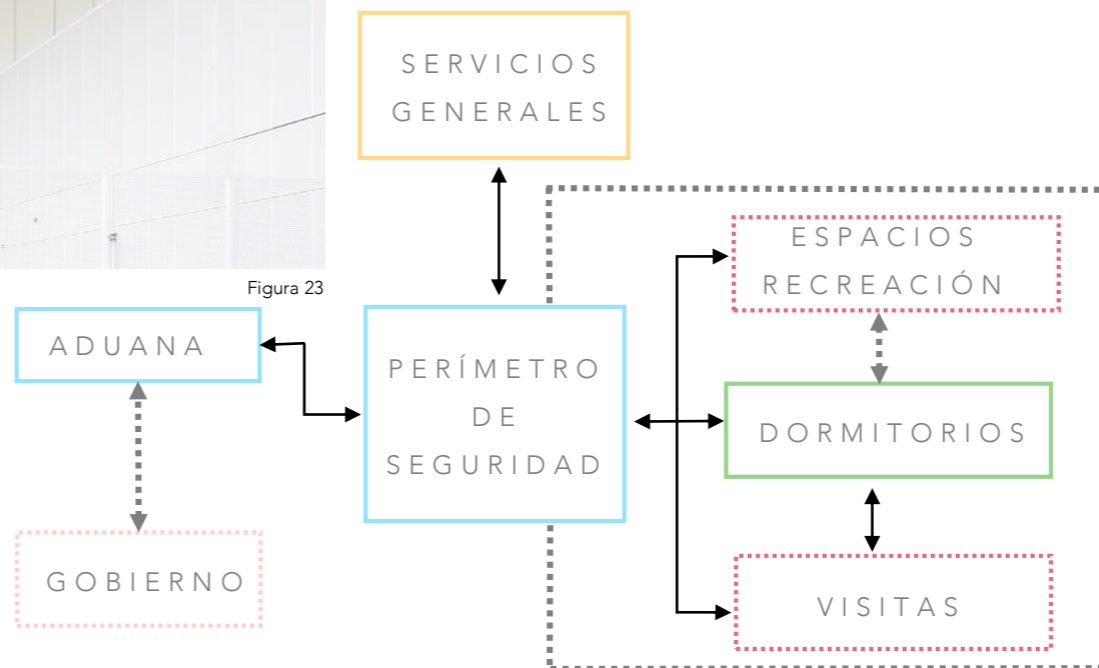 SERVICIOS
GENERALES
Figura 23
ESPACIOS
RECREACIÓN
ADUANA
PERÍMETRO
DE
SEGURIDAD
DORMITORIOS
GOBIERNO
VISITAS